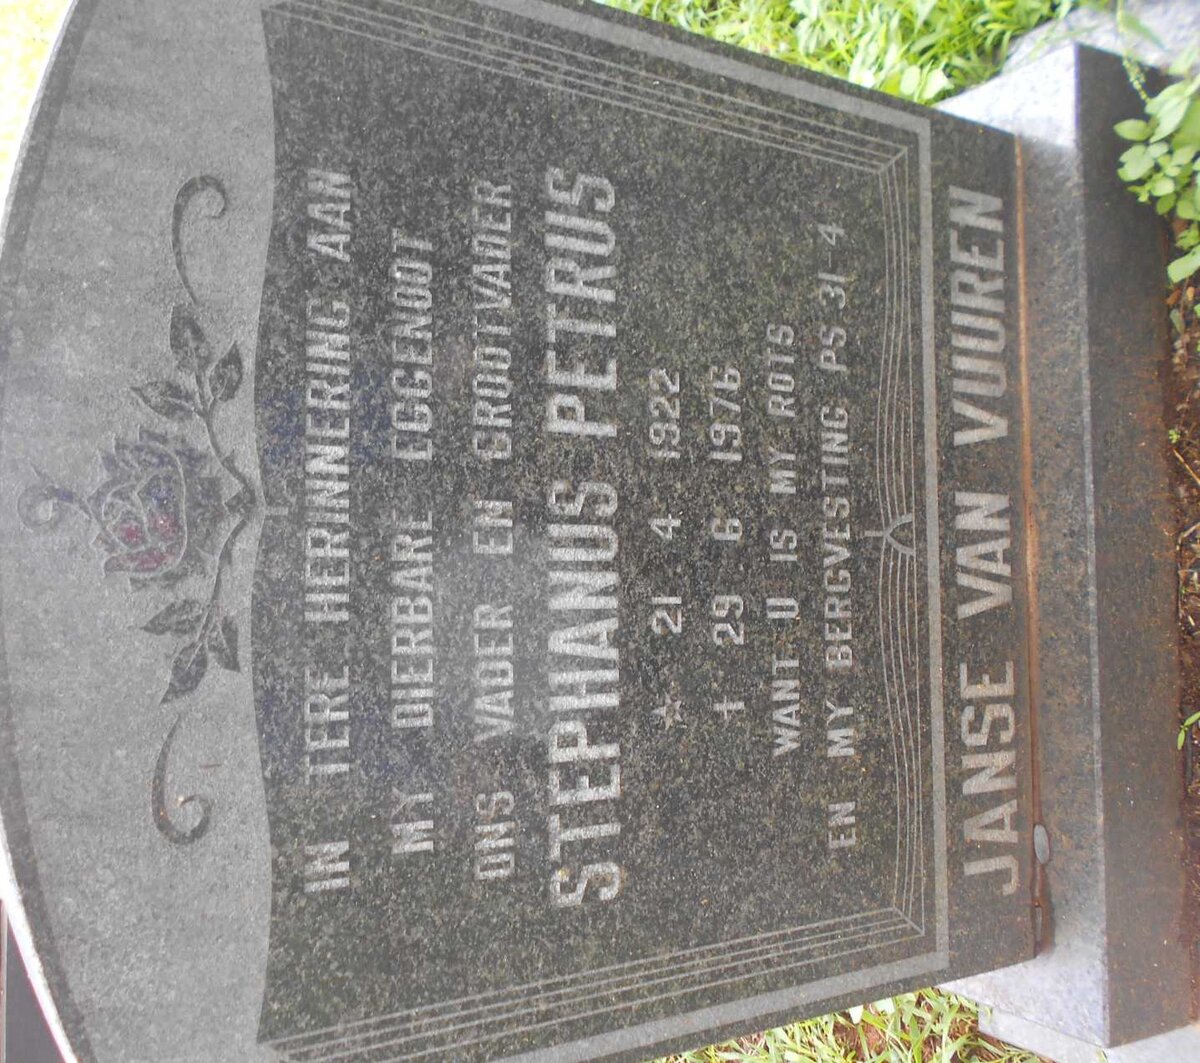 IN TERE HERINNERING AAN
MY DIERBARE EGGENOOT
ONS VADER EN GROOTVADER
STEPHANUS PETRUS
☆ 21 4 1922
† 29 6 1976
WANT U IS MY ROTS
EN MY BERGVESTING PS 31-4
JANSE VAN VUUREN